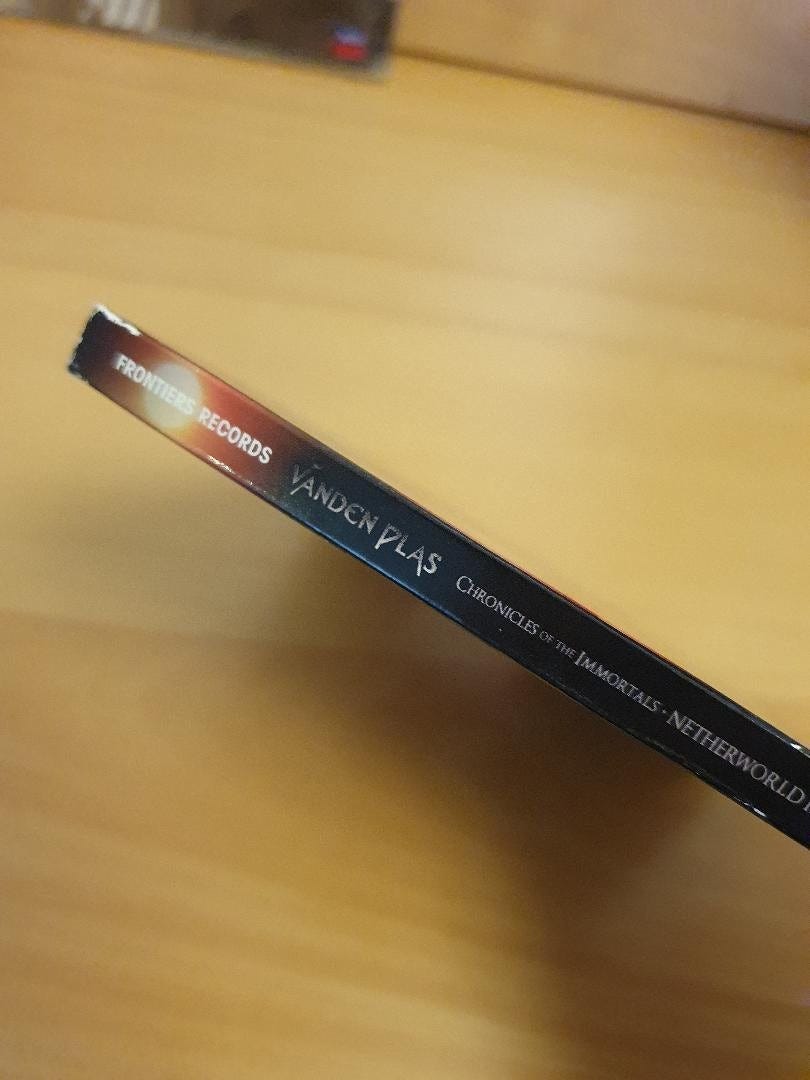 FRONTIERS RECORDS VANDEN PLAS CHRONICLES OF THE IMMORTALS - NETHERWORLD